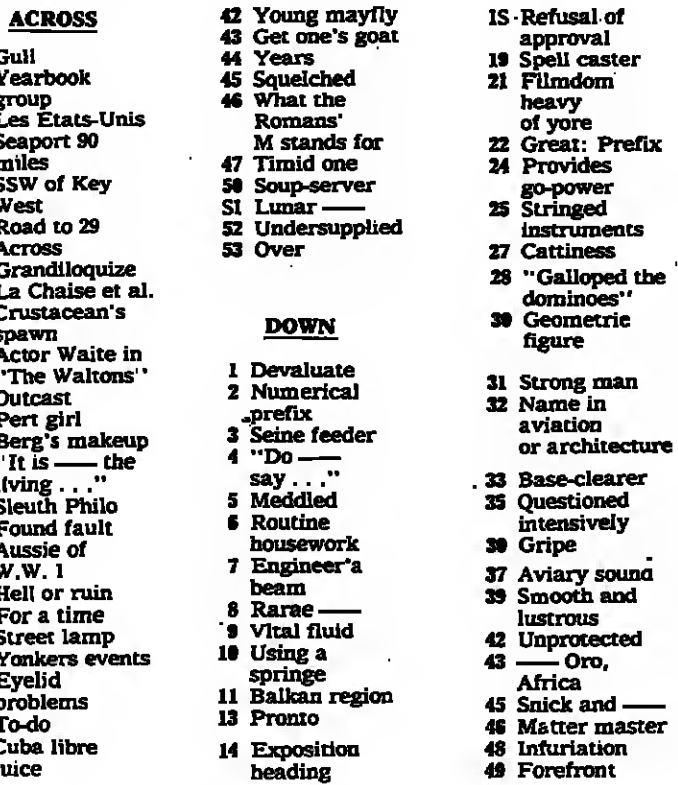 ACROSS
Gull
Yearbook
group
Les Etats-Unis
Seaport 90
miles
SSW of Key
West
Road to 29
Across
Grandiloquize
La Chaise et al.
Crustacean's
spawn
Actor Waite in
"The Waltons"
Outcast
Pert girl
Berg's makeup
"It is —— the
living . . ."
Sleuth Philo
Found fault
Aussie of
W.W. 1
Hell or ruin
For a time
Street lamp
Yonkers events
Eyelid
problems
To-do
Cuba libre
juice
42 Young mayfly
43 Get one's goat
44 Years
45 Squelched
46 What the
Romans'
M stands for
47 Timid one
50 Soup-server
51 Lunar ——
52 Undersupplied
53 Over
DOWN
1 Devaluate
2 Numerical
prefix
3 Seine feeder
4 "Do ——
say . . ."
5 Meddled
6 Routine
housework
7 Engineer's
beam
8 Rarae ——
9 Vital fluid
10 Using a
springe
11 Balkan region
13 Pronto
14 Exposition
heading
15 Refusal of
approval
19 Spell caster
21 Filmdom
heavy
of yore
22 Great: Prefix
24 Provides
go-power
25 Stringed
instruments
27 Cattiness
28 "Galloped the
dominoes"
30 Geometric
figure
31 Strong man
32 Name in
aviation
or architecture
33 Base-clearer
35 Questioned
intensively
39 Gripe
37 Aviary sound
39 Smooth and
lustrous
42 Unprotected
43 —— Oro,
Africa
45 Snick and ——
46 Matter master
48 Infuriation
49 Forefront